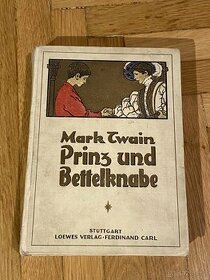 Mark Twain
Prinz und
Bettelknabe
STUTTGART
LOEWES VERLAG-FERDINAND CARL